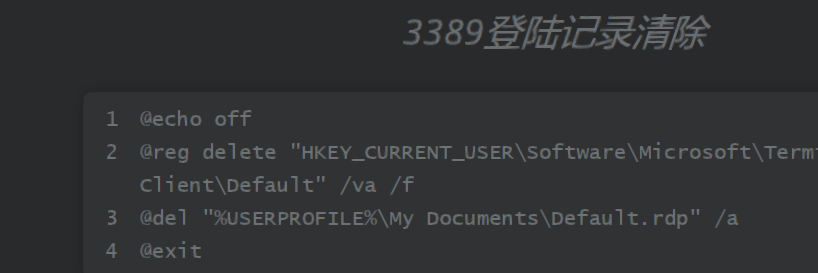 3389登陆记录清除
1 @echo off
2 @reg delete "HKEY_CURRENT_USER\Software\Microsoft\Term
Client\Default" /va /f
3 @del "%USERPROFILE%\My Documents\Default.rdp" /a
4 @exit